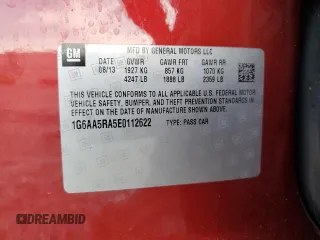 GM
MFD BY GENERAL MOTORS LLC
DATE GVWR GAWR FRT GAWR RR
08/13 1927 KG 857 KG 1070 KG
4247 LB 1888 LB 2359 LB
THIS VEHICLE CONFORMS TO ALL APPLICABLE U.S. FEDERAL MOTOR
VEHICLE SAFETY, BUMPER, AND THEFT PREVENTION STANDARDS IN
EFFECT ON THE DATE OF MANUFACTURE SHOWN ABOVE.
1G6AA5RA5E0112622 TYPE: PASS CAR
DREAMBID